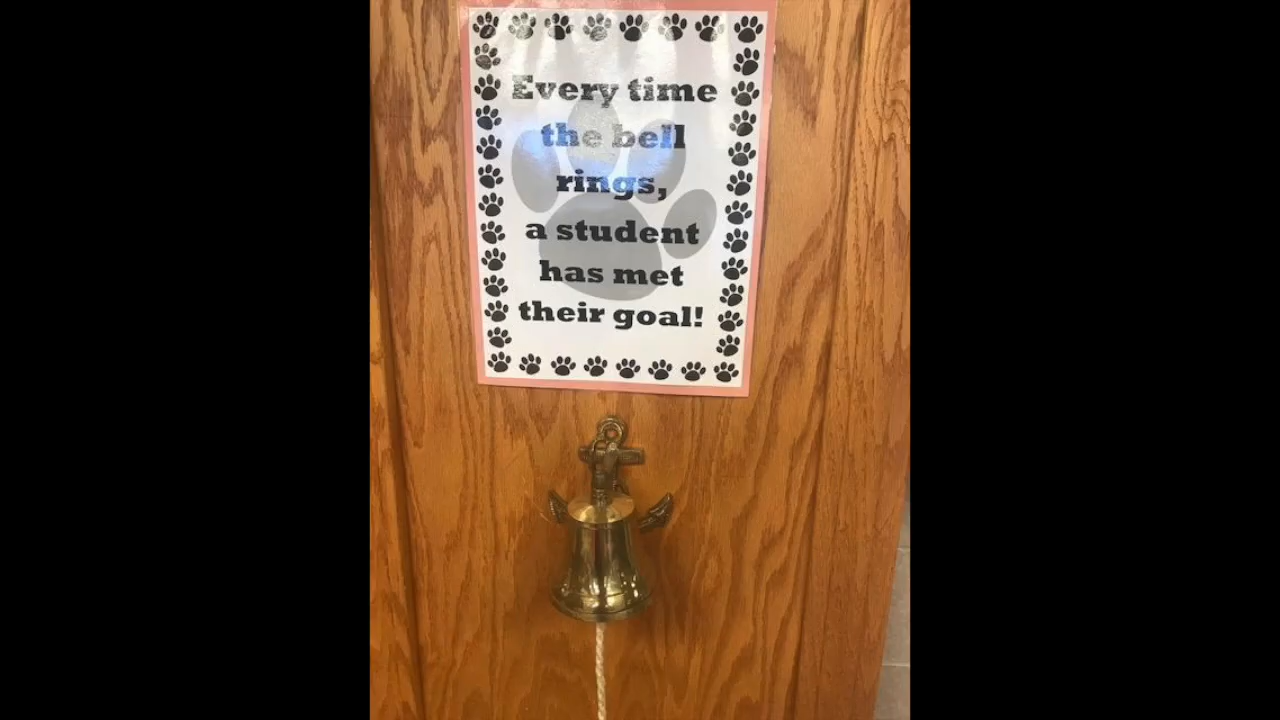 Every time
the bell
rings,
a student
has met
their goal!